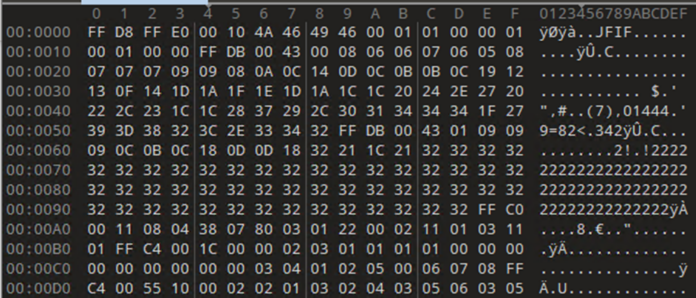 0 1 2 3 4 5 6 7 8 9 A B C D E F 0123456789ABCDEF
00:0000 FF D8 FF E0 00 10 4A 46 49 46 00 01 01 00 00 01 ÿØÿà..JFIF......
00:0010 00 01 00 00 FF DB 00 43 00 08 06 06 07 06 05 08 ....ÿÛ.C........
00:0020 07 07 07 09 09 08 0A 0C 14 0D 0C 0B 0B 0C 19 12 ................
00:0030 13 0F 14 1D 1A 1F 1E 1D 1A 1C 1C 20 24 2E 27 20 ........... $.'
00:0040 22 2C 23 1C 1C 28 37 29 2C 30 31 34 34 34 1F 27 ",#..(7),01444.'
00:0050 39 3D 38 32 3C 2E 33 34 32 FF DB 00 43 01 09 09 9=82<.342ÿÛ.C...
00:0060 09 0C 0B 0C 18 0D 0D 18 32 21 1C 21 32 32 32 32 ........2!.!2222
00:0070 32 32 32 32 32 32 32 32 32 32 32 32 32 32 32 32 2222222222222222
00:0080 32 32 32 32 32 32 32 32 32 32 32 32 32 32 32 32 2222222222222222
00:0090 32 32 32 32 32 32 32 32 32 32 32 32 32 32 FF C0 22222222222222ÿÀ
00:00A0 00 11 08 04 38 07 80 03 01 22 00 02 11 01 03 11 ....8.€.."......
00:00B0 01 FF C4 00 1C 00 00 02 03 01 01 01 01 00 00 00 .ÿÄ.............
00:00C0 00 00 00 00 00 00 03 04 01 02 05 00 06 07 08 FF ...............ÿ
00:00D0 C4 00 55 10 00 02 02 01 03 02 04 03 05 06 03 05 Ä.U.............